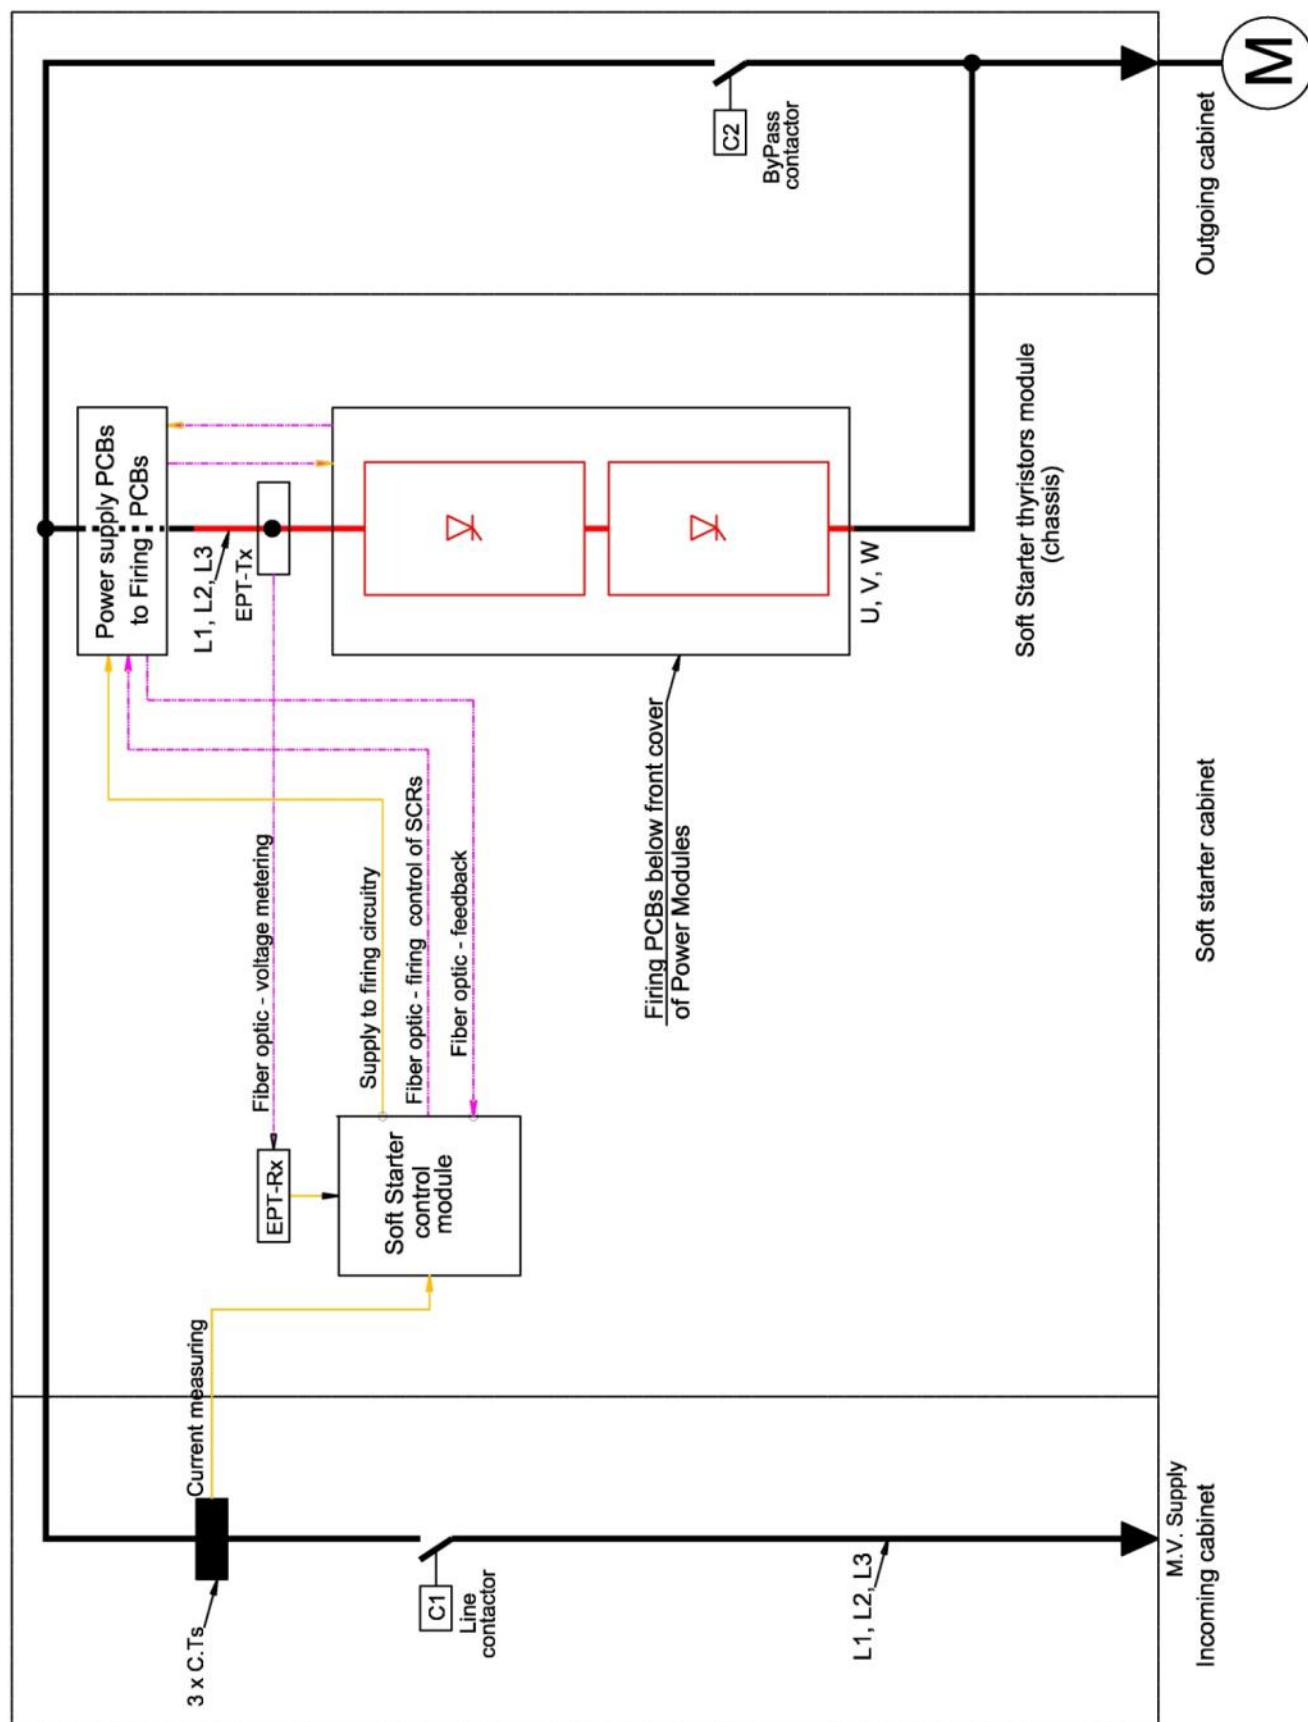 3 x C.Ts
Current measuring
C1
Line
contactor
L1, L2, L3
M.V. Supply
Incoming cabinet
EPT-Rx
Fiber optic - voltage metering
Soft Starter
control
module
Supply to firing circuitry
Fiber optic - firing control of SCRs
Fiber optic - feedback
Power supply PCBs
to Firing PCBs
L1, L2, L3
EPT-Tx
Firing PCBs below front cover
of Power Modules
U, V, W
Soft Starter thyristors module
(chassis)
Soft starter cabinet
C2
ByPass
contactor
Outgoing cabinet
M